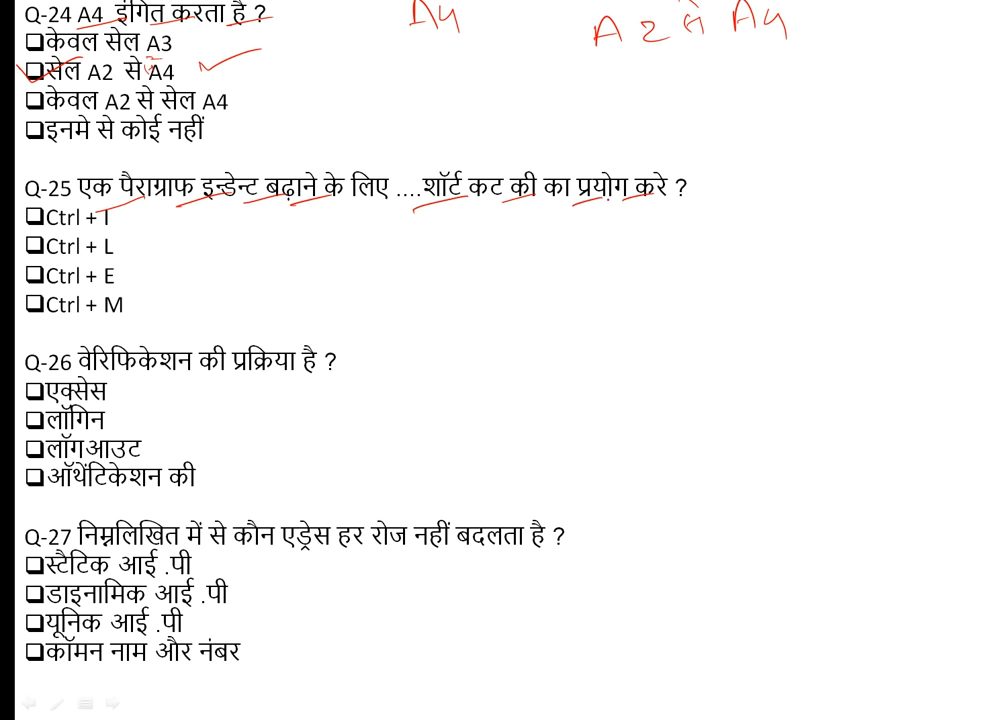 Q-24 A4 इंगित करता है ?
A4
A2 से A4
❑केवल सेल A3
❑सेल A2 से A4
❑केवल A2 से सेल A4
❑इनमे से कोई नहीं
Q-25 एक पैराग्राफ इन्डेन्ट बढ़ाने के लिए ....शॉर्ट कट की का प्रयोग करे ?
❑Ctrl + I
❑Ctrl + L
❑Ctrl + E
❑Ctrl + M
Q-26 वेरिफिकेशन की प्रक्रिया है ?
❑एक्सेस
❑लॉगिन
❑लॉगआउट
❑ऑथेंटिकेशन की
Q-27 निम्नलिखित में से कौन एड्रेस हर रोज नहीं बदलता है ?
❑स्टैटिक आई .पी
❑डाइनामिक आई .पी
❑यूनिक आई .पी
❑कॉमन नाम और नंबर